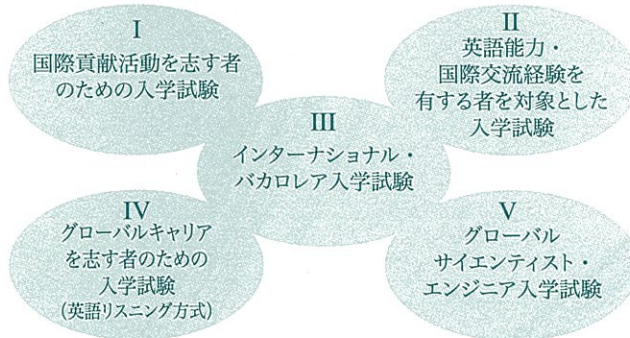 I
国際貢献活動を志す者
のための入学試験
II
英語能力・
国際交流経験を
有する者を対象とした
入学試験
III
インターナショナル・
バカロレア入学試験
IV
グローバルキャリア
を志す者のための
入学試験
(英語リスニング方式)
V
グローバル
サイエンティスト・
エンジニア入学試験